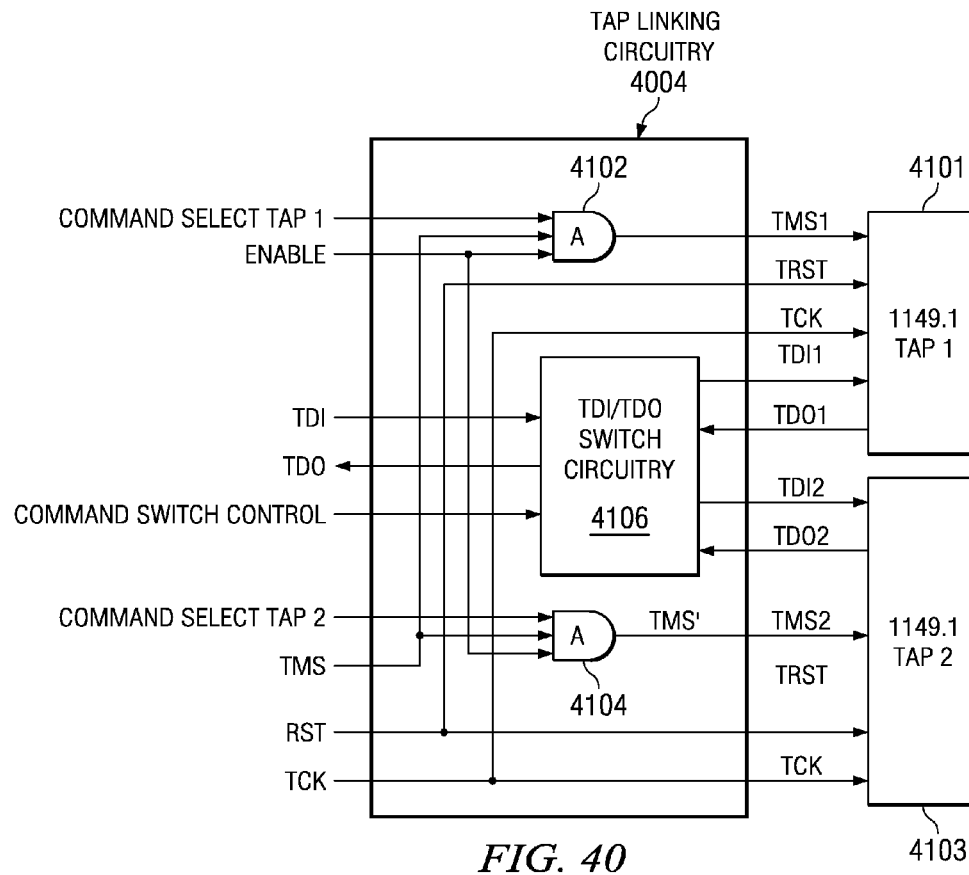 TAP LINKING
CIRCUITRY
4004
4102
4101
COMMAND SELECT TAP 1
ENABLE
A
TMS1
TRST
TCK
TDI1
TDO1
1149.1
TAP 1
TDI
TDO
COMMAND SWITCH CONTROL
TDI/TDO
SWITCH
CIRCUITRY
4106
TDI2
TDO2
COMMAND SELECT TAP 2
TMS
A
TMS'
TMS2
TRST
1149.1
TAP 2
4104
RST
TCK
TCK
4103
FIG. 40